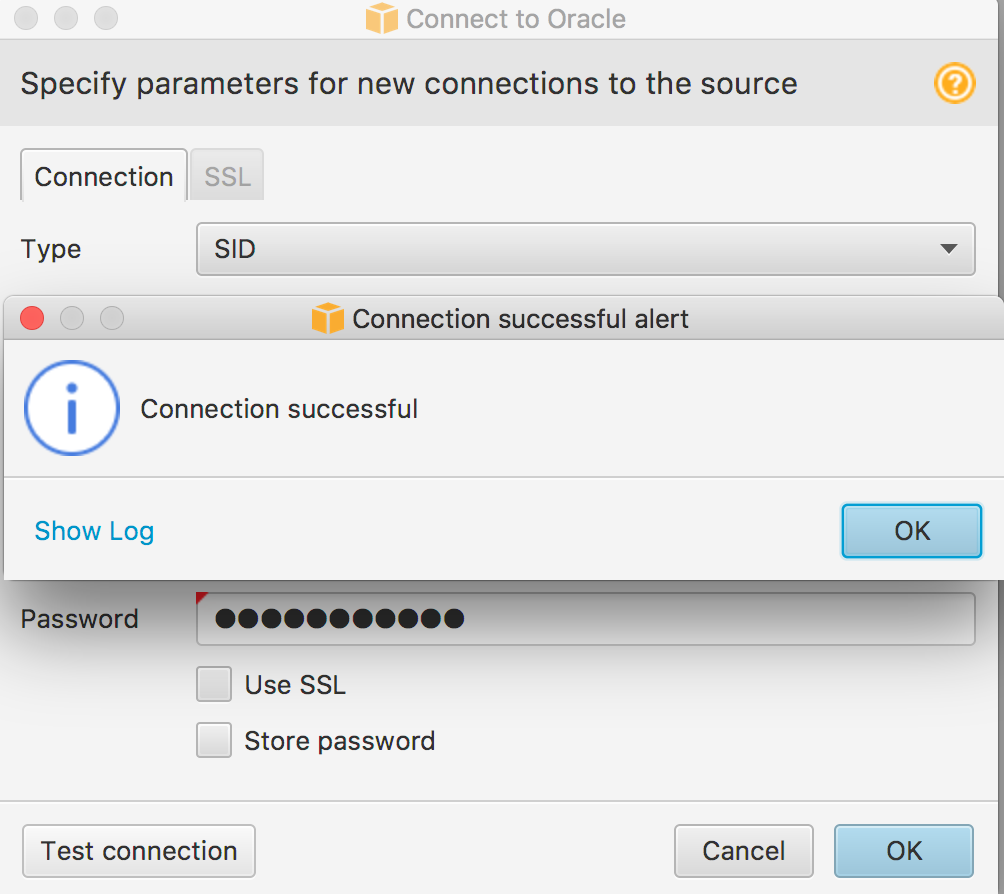 Connect to Oracle
Specify parameters for new connections to the source
?
Connection SSL
Type SID
Connection successful alert
i
Connection successful
Show Log OK
Password ●●●●●●●●●●●
Use SSL
Store password
Test connection Cancel OK